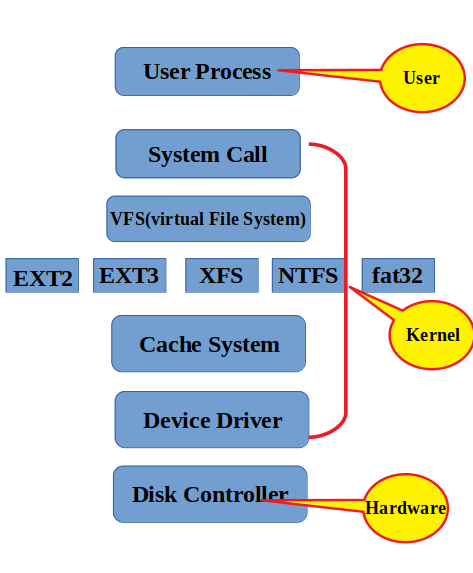 User Process
User
System Call
VFS(virtual File System)
EXT2
EXT3
XFS
NTFS
fat32
Kernel
Cache System
Device Driver
Disk Controller
Hardware